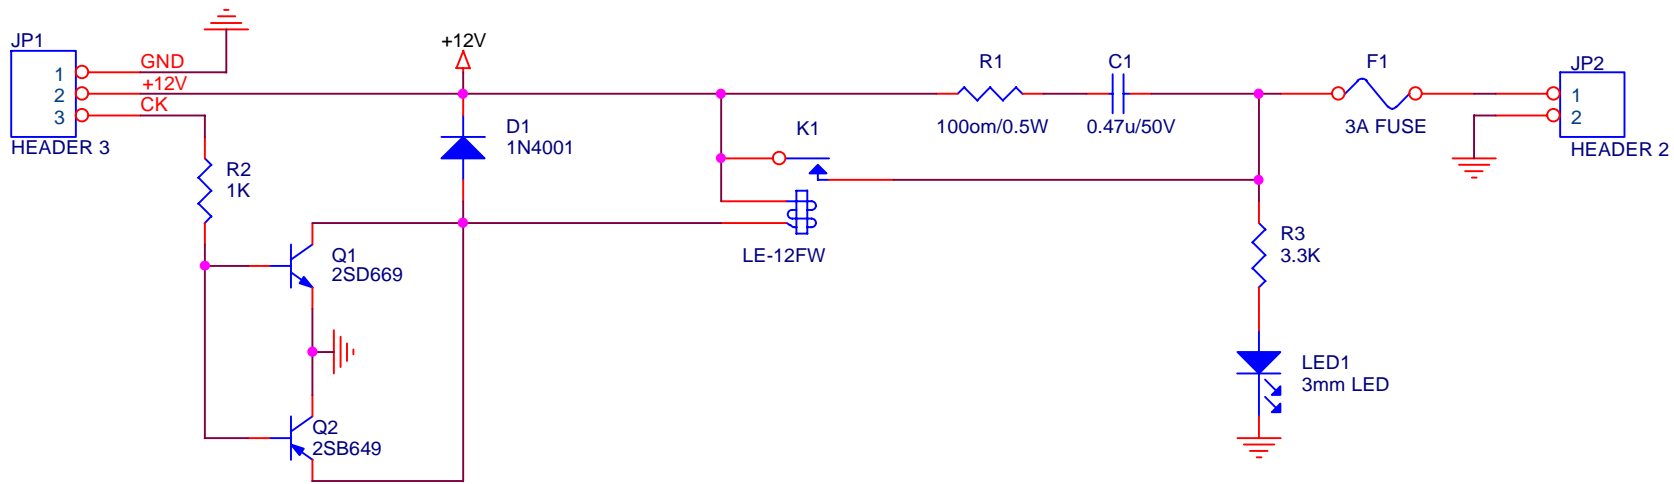 JP1
1
2
3
HEADER 3
GND
+12V
CK
+12V
R2
1K
D1
1N4001
Q1
2SD669
Q2
2SB649
R1
100om/0.5W
C1
0.47u/50V
K1
LE-12FW
F1
3A FUSE
JP2
1
2
HEADER 2
R3
3.3K
LED1
3mm LED